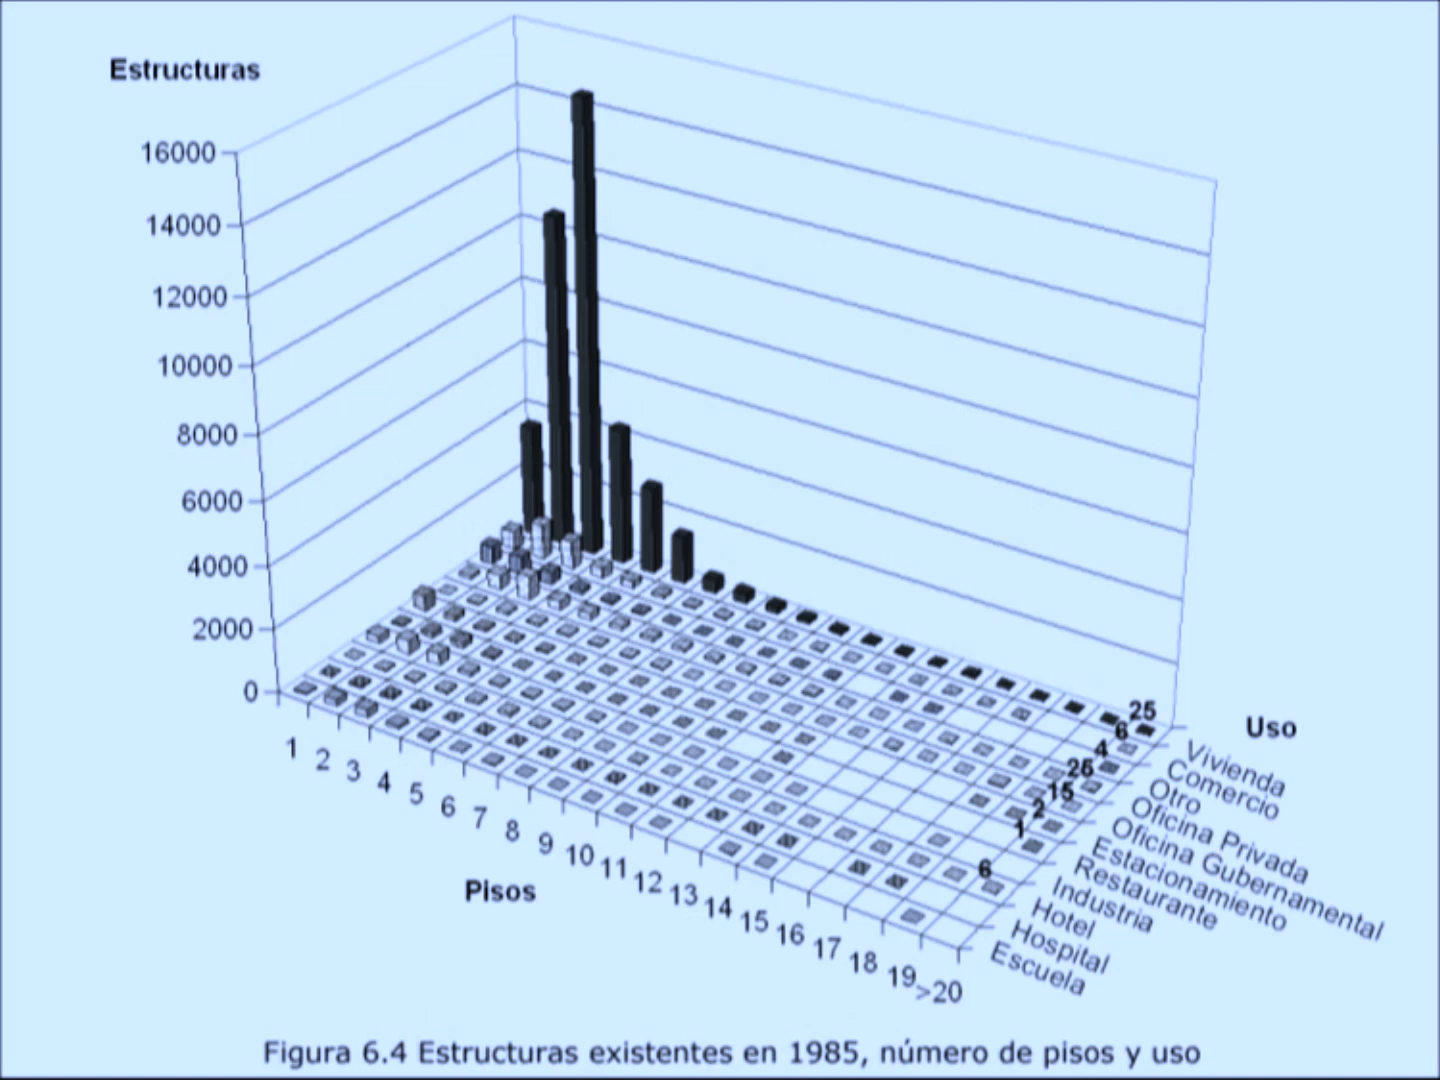 Estructuras
16000
14000
12000
10000
8000
6000
4000
2000
0
1
2
3
4
5
6
7
8
9
10
11
12
13
14
15
16
17
18
19
>20
Pisos
25
6
4
26
15
2
1
6
Uso
Vivienda
Comercio
Otro
Oficina Privada
Oficina Gubernamental
Estacionamiento
Restaurante
Industria
Hotel
Hospital
Escuela
Figura 6.4 Estructuras existentes en 1985, número de pisos y uso